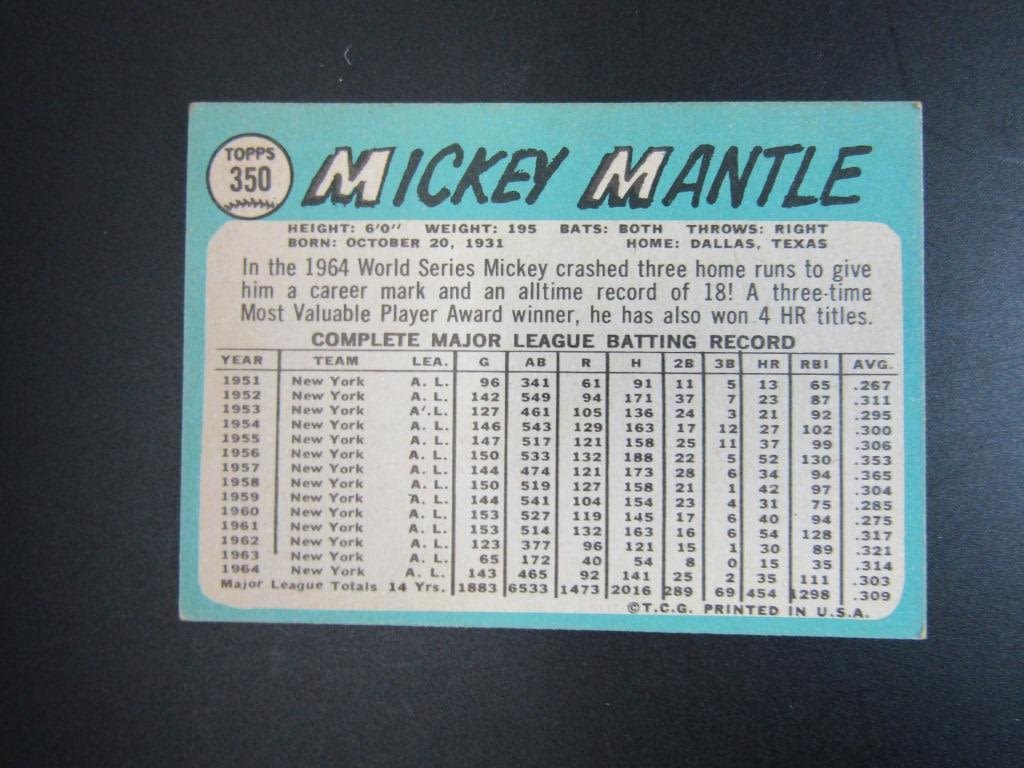 TOPPS
350
MICKEY MANTLE
HEIGHT: 6'0" WEIGHT: 195 BATS: BOTH THROWS: RIGHT
BORN: OCTOBER 20, 1931 HOME: DALLAS, TEXAS
In the 1964 World Series Mickey crashed three home runs to give
him a career mark and an alltime record of 18! A three-time
Most Valuable Player Award winner, he has also won 4 HR titles.
COMPLETE MAJOR LEAGUE BATTING RECORD
YEAR TEAM LEA. G AB R H 2B 3B HR RBI AVG.
1951 New York A. L. 96 341 61 91 11 5 13 65 .267
1952 New York A. L. 142 549 94 171 37 7 23 87 .311
1953 New York A. L. 127 461 105 136 24 3 21 92 .295
1954 New York A. L. 146 543 129 163 17 12 27 102 .300
1955 New York A. L. 147 517 121 158 25 11 37 99 .306
1956 New York A. L. 150 533 132 188 22 5 52 130 .353
1957 New York A. L. 144 474 121 173 28 6 34 94 .365
1958 New York A. L. 150 519 127 158 21 1 42 97 .304
1959 New York A. L. 144 541 104 154 23 4 31 75 .285
1960 New York A. L. 153 527 119 145 17 6 40 94 .275
1961 New York A. L. 153 514 132 163 16 6 54 128 .317
1962 New York A. L. 123 377 96 121 15 1 30 89 .321
1963 New York A. L. 65 172 40 54 8 0 15 35 .314
1964 New York A. L. 143 465 92 141 25 2 35 111 .303
Major League Totals 14 Yrs. 1883 6533 1473 2016 289 69 454 1298 .309
©T.C.G. PRINTED IN U.S.A.